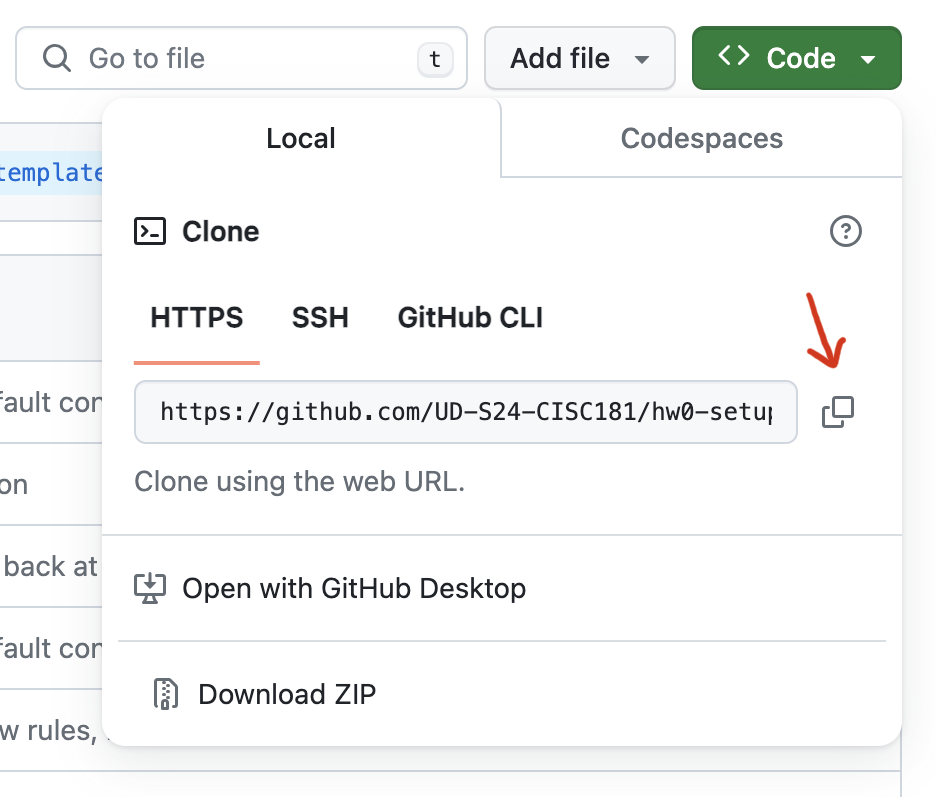 Go to file t Add file Code
Local Codespaces
template
Clone
HTTPS SSH GitHub CLI
fault con
https://github.com/UD-S24-CISC181/hw0-setup
on
Clone using the web URL.
back at
Open with GitHub Desktop
fault con
Download ZIP
w rules,